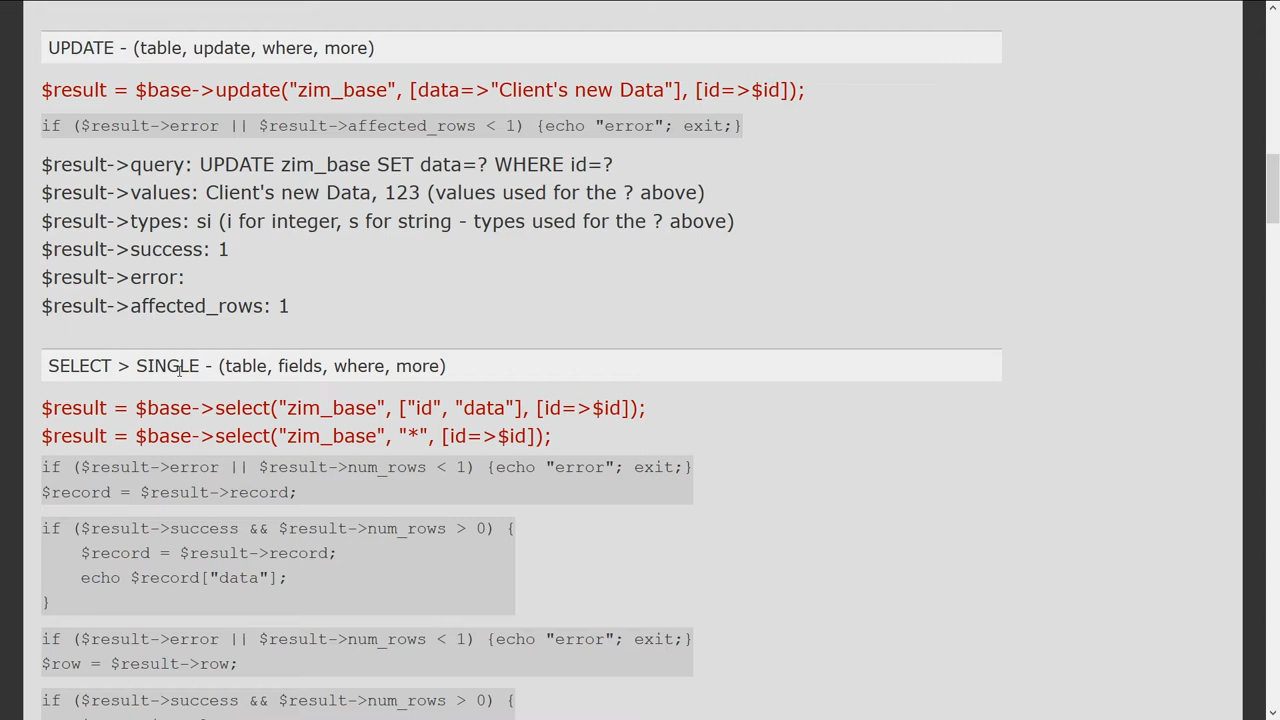 UPDATE - (table, update, where, more)
$result = $base->update("zim_base", [data=>"Client's new Data"], [id=>$id]);
if ($result->error || $result->affected_rows < 1) {echo "error"; exit;}
$result->query: UPDATE zim_base SET data=? WHERE id=?
$result->values: Client's new Data, 123 (values used for the ? above)
$result->types: si (i for integer, s for string - types used for the ? above)
$result->success: 1
$result->error:
$result->affected_rows: 1
SELECT > SINGLE - (table, fields, where, more)
$result = $base->select("zim_base", ["id", "data"], [id=>$id]);
$result = $base->select("zim_base", "*", [id=>$id]);
if ($result->error || $result->num_rows < 1) {echo "error"; exit;}
$record = $result->record;
if ($result->success && $result->num_rows > 0) {
    $record = $result->record;
    echo $record["data"];
}
if ($result->error || $result->num_rows < 1) {echo "error"; exit;}
$row = $result->row;
if ($result->success && $result->num_rows > 0) {